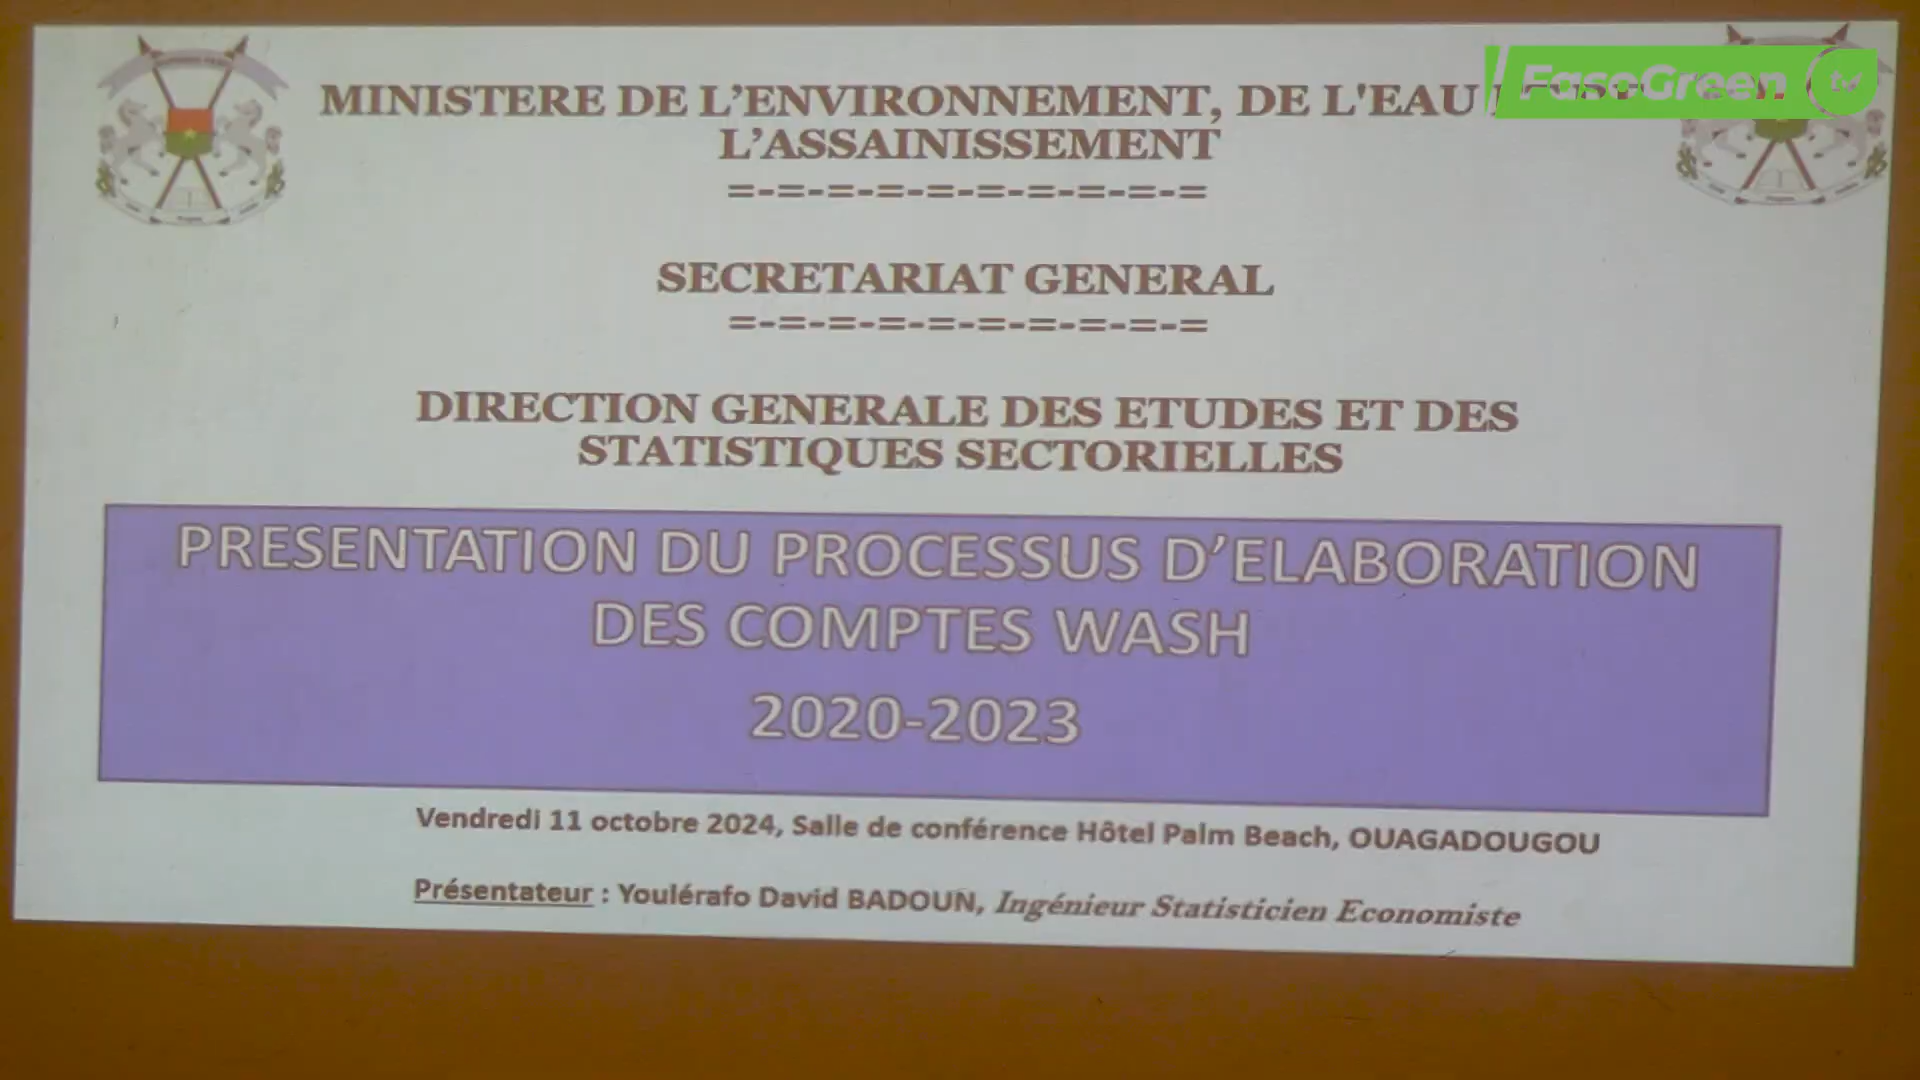 MINISTERE DE L’ENVIRONNEMENT, DE L'EAU
FasoGreen tv
L’ASSAINISSEMENT
=-=-=-=-=-=-=-=-=-=
SECRETARIAT GENERAL
=-=-=-=-=-=-=-=-=-=
DIRECTION GENERALE DES ETUDES ET DES
STATISTIQUES SECTORIELLES
PRESENTATION DU PROCESSUS D’ELABORATION
DES COMPTES WASH
2020-2023
Vendredi 11 octobre 2024, Salle de conférence Hôtel Palm Beach, OUAGADOUGOU
Présentateur : Youlérafo David BADOUN, Ingénieur Statisticien Economiste